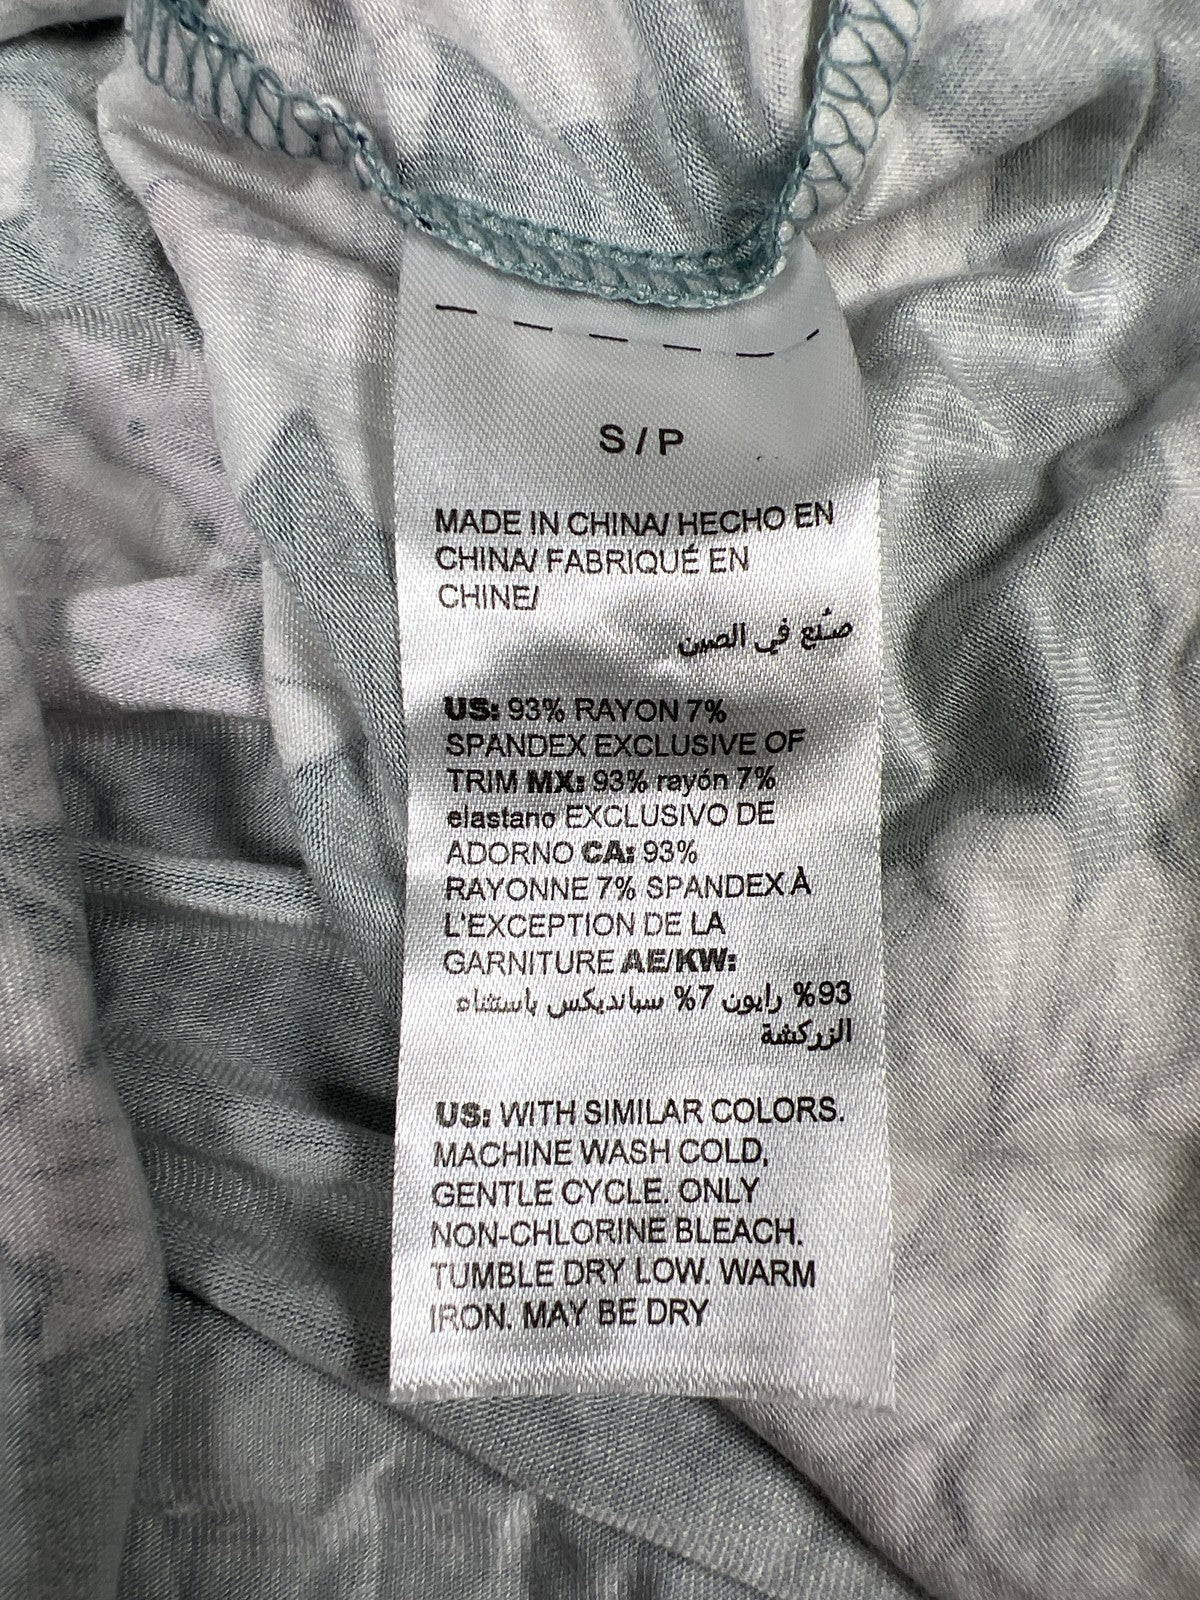 S / P
MADE IN CHINA/ HECHO EN
CHINA/ FABRIQUÉ EN
CHINE/
صُنع في الصين
US: 93% RAYON 7%
SPANDEX EXCLUSIVE OF
TRIM MX: 93% rayón 7%
elastano EXCLUSIVO DE
ADORNO CA: 93%
RAYONNE 7% SPANDEX À
L'EXCEPTION DE LA
GARNITURE AE/KW:
93% رايون 7% سبانديكس باستثناء
الزركشة
US: WITH SIMILAR COLORS.
MACHINE WASH COLD,
GENTLE CYCLE. ONLY
NON-CHLORINE BLEACH.
TUMBLE DRY LOW. WARM
IRON. MAY BE DRY